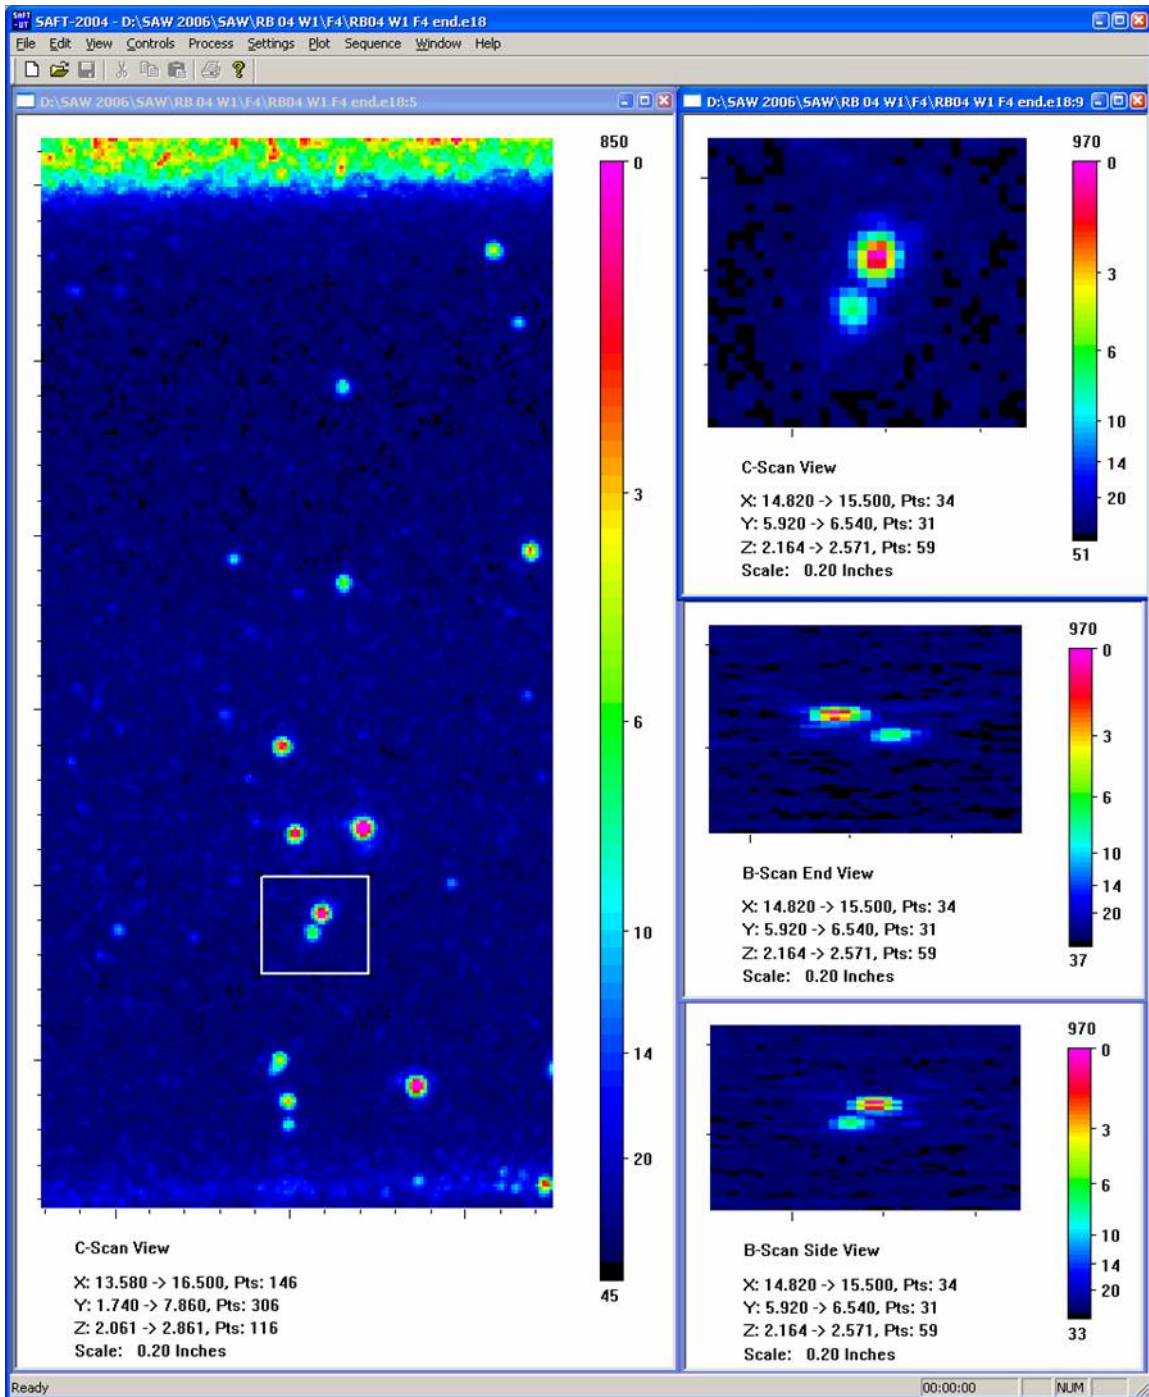 SAFT-2004 - D:\SAW 2006\SAW\RB 04 W1\F4\RB04 W1 F4 end.e18
File Edit View Controls Process Settings Plot Sequence Window Help
D:\SAW 2006\SAW\RB 04 W1\F4\RB04 W1 F4 end.e18:5
850
0
3
6
10
14
20
45
C-Scan View
X: 13.580 -> 16.500, Pts: 146
Y: 1.740 -> 7.860, Pts: 306
Z: 2.061 -> 2.861, Pts: 116
Scale: 0.20 Inches
D:\SAW 2006\SAW\RB 04 W1\F4\RB04 W1 F4 end.e18:9
970
0
3
6
10
14
20
51
C-Scan View
X: 14.820 -> 15.500, Pts: 34
Y: 5.920 -> 6.540, Pts: 31
Z: 2.164 -> 2.571, Pts: 59
Scale: 0.20 Inches
970
0
3
6
10
14
20
37
B-Scan End View
X: 14.820 -> 15.500, Pts: 34
Y: 5.920 -> 6.540, Pts: 31
Z: 2.164 -> 2.571, Pts: 59
Scale: 0.20 Inches
970
0
3
6
10
14
20
33
B-Scan Side View
X: 14.820 -> 15.500, Pts: 34
Y: 5.920 -> 6.540, Pts: 31
Z: 2.164 -> 2.571, Pts: 59
Scale: 0.20 Inches
Ready
00:00:00
NUM